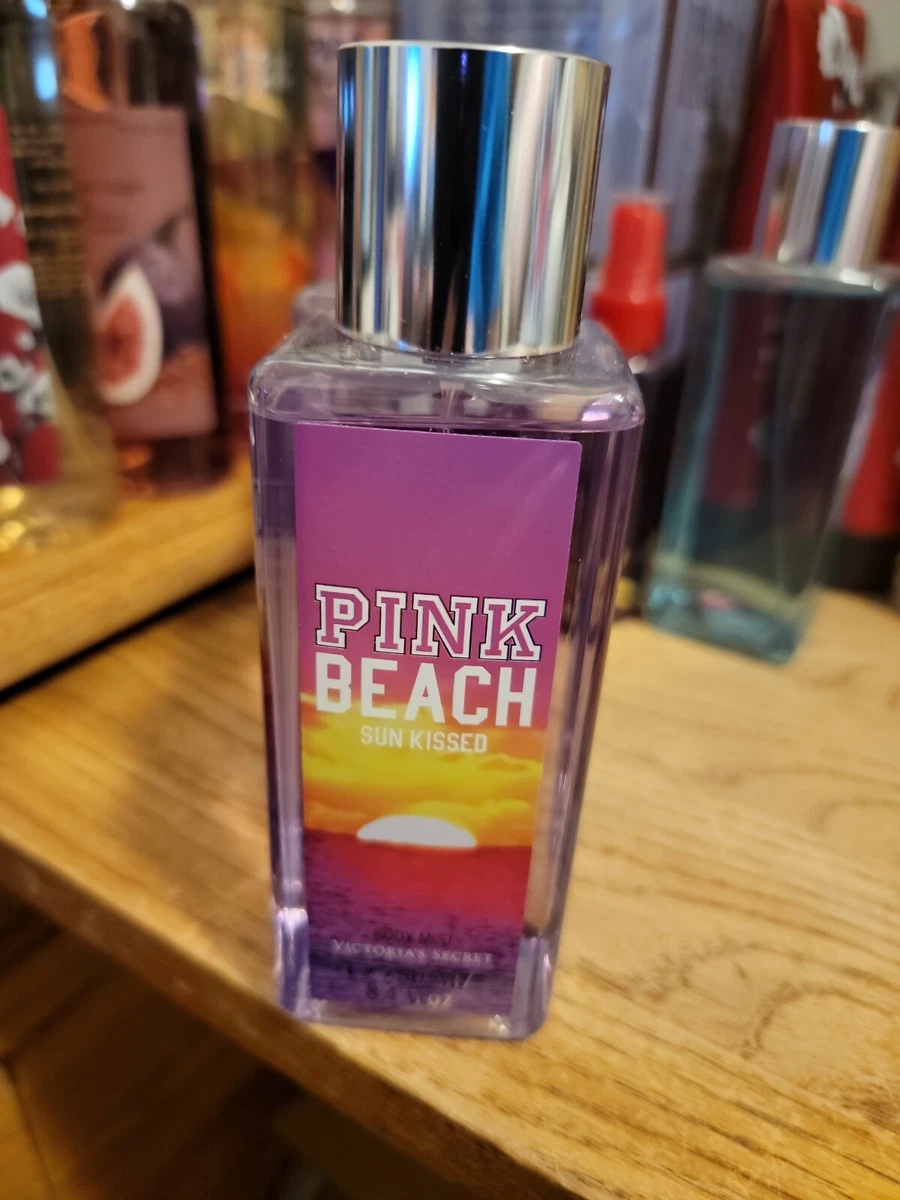 PINK
BEACH
SUN KISSED
BODY MIST
VICTORIA'S SECRET